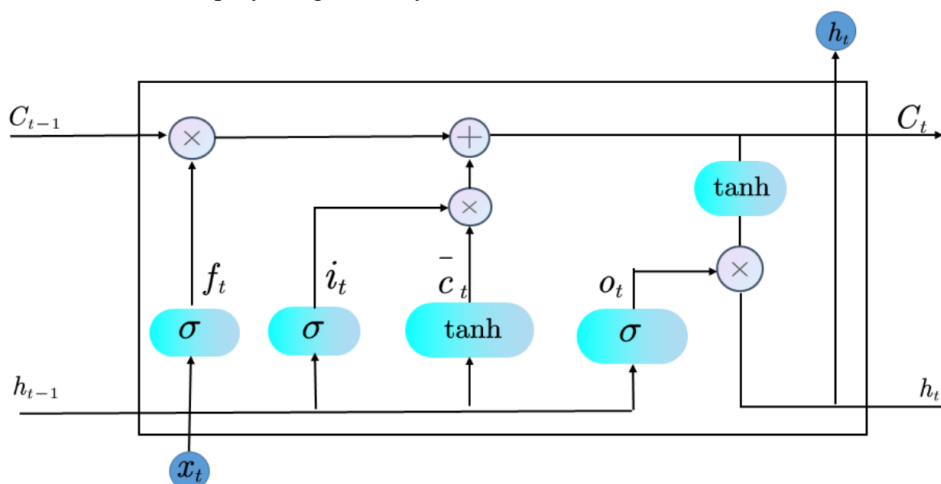 h_t
C_{t-1}
×
+
C_t
tanh
×
f_t
i_t
c̄_t
o_t
×
σ
σ
tanh
σ
h_{t-1}
h_t
x_t